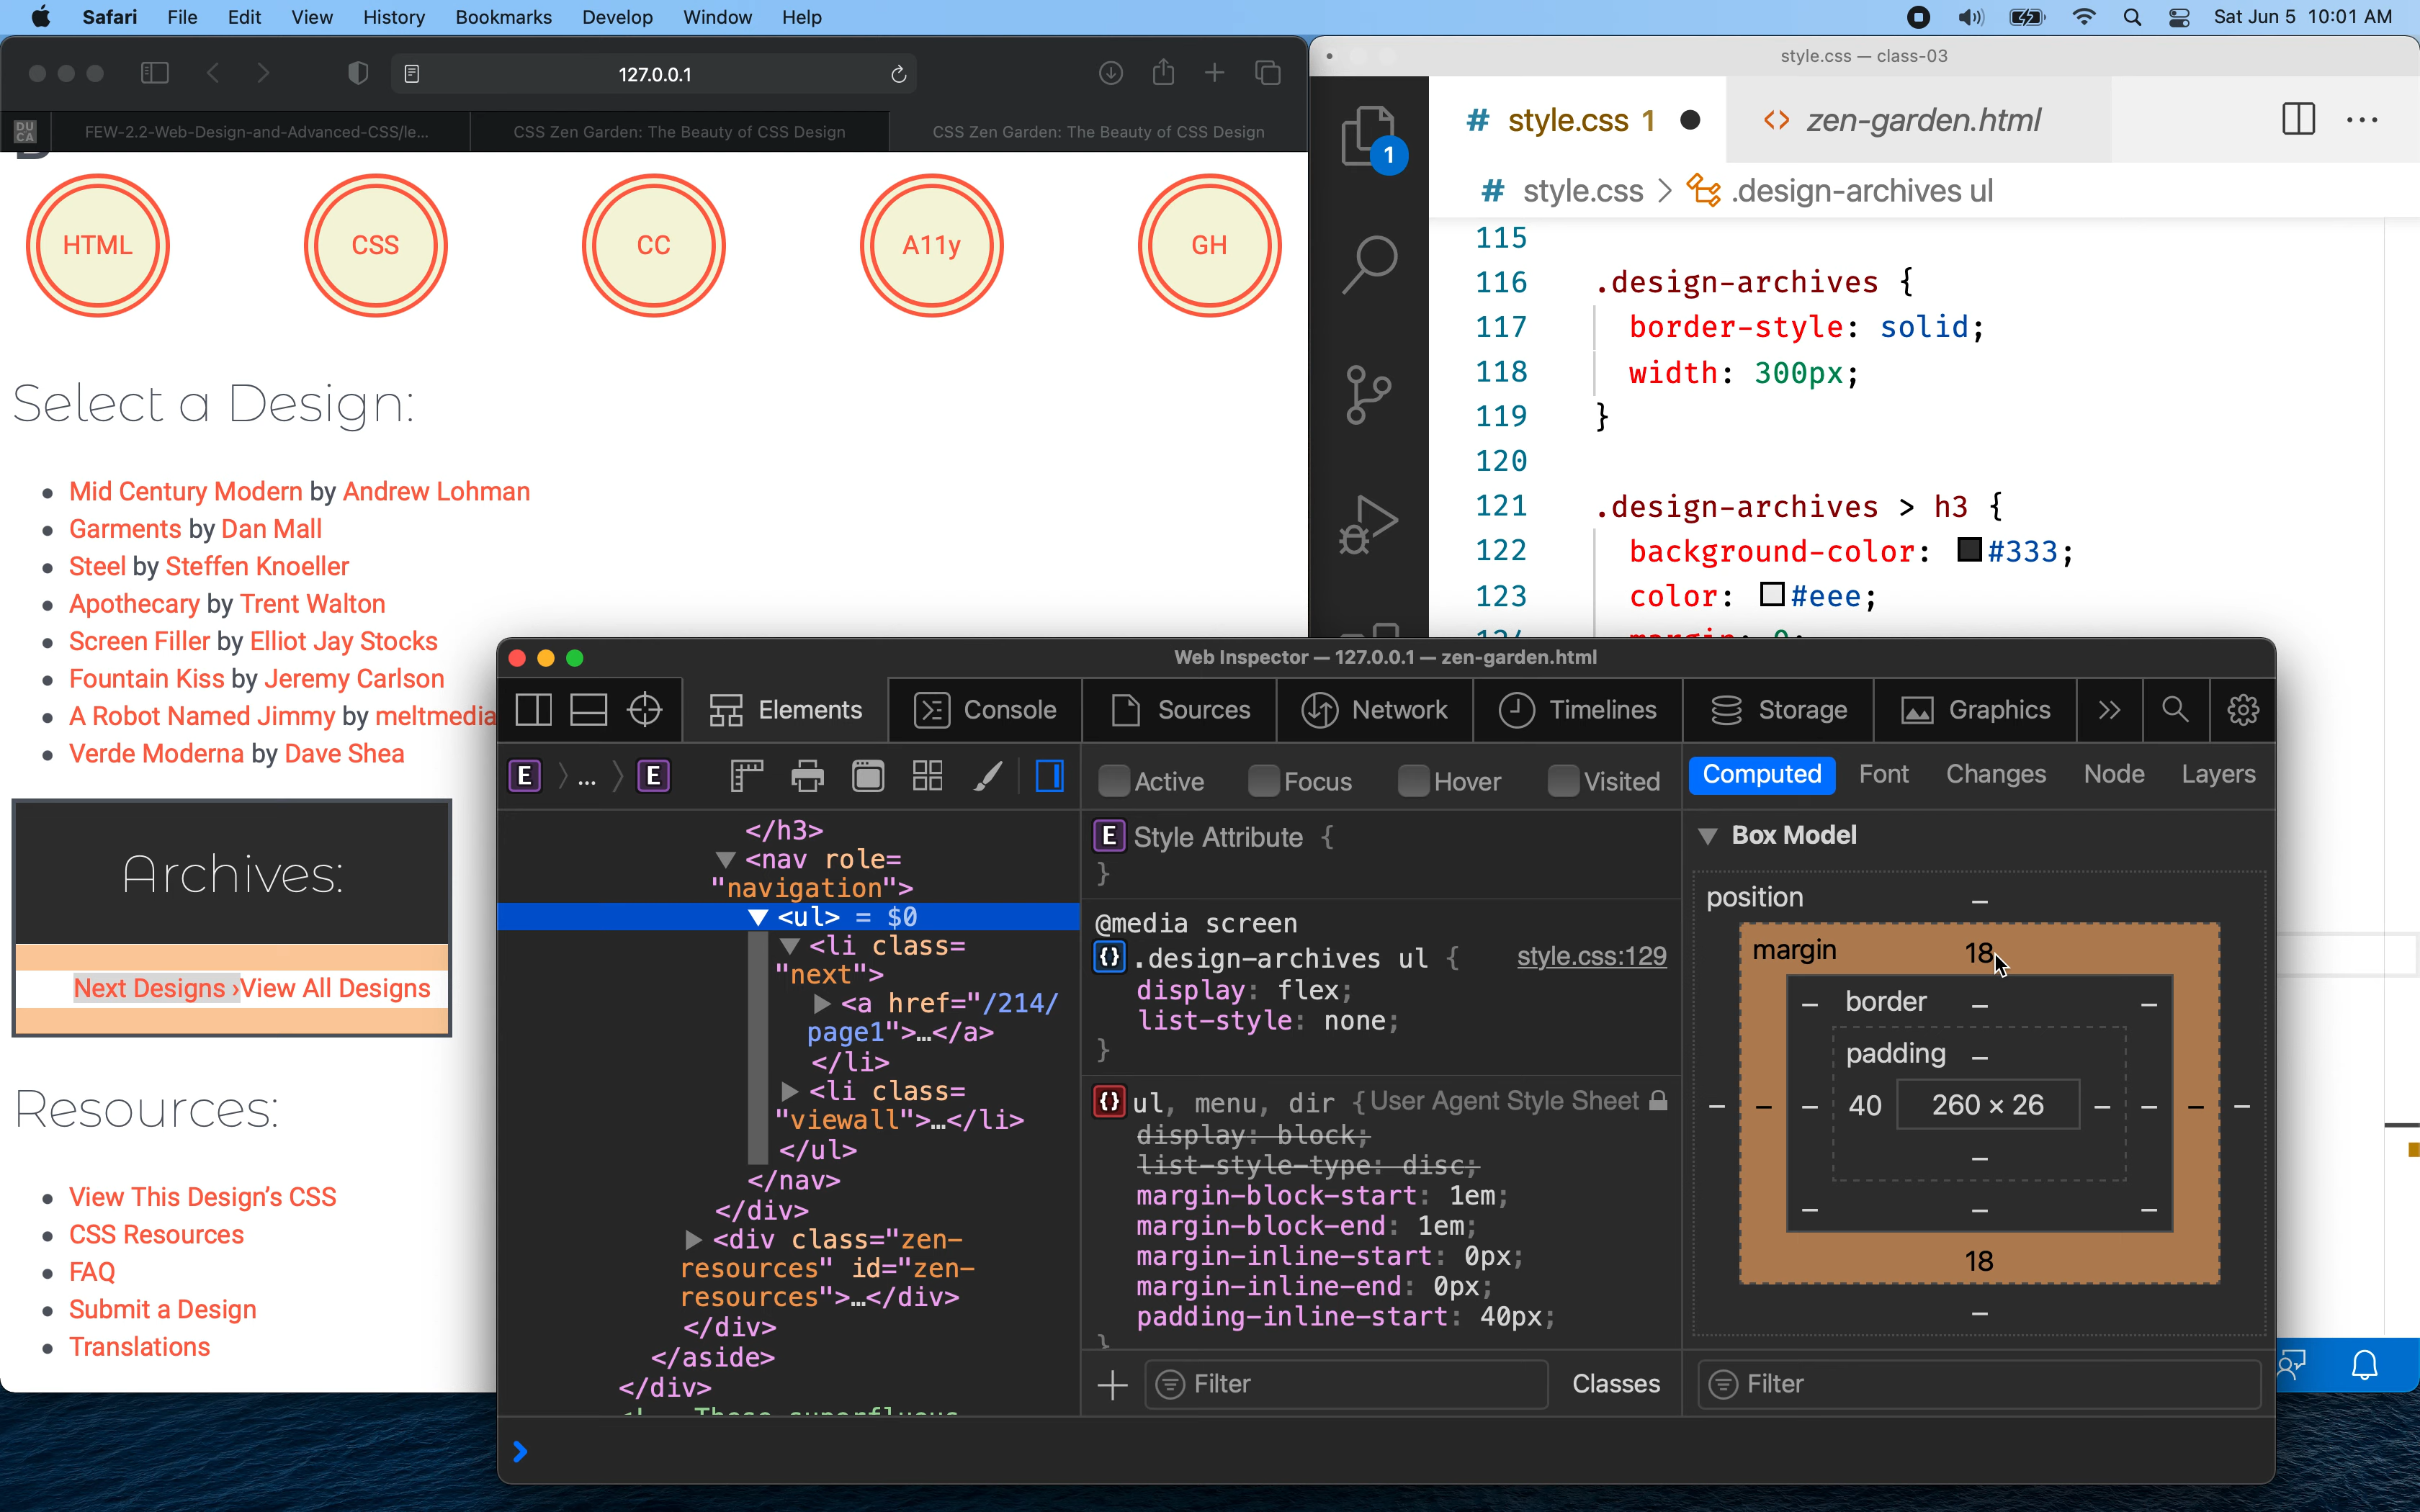 Safari File Edit View History Bookmarks Develop Window Help Sat Jun 5 10:01 AM
127.0.0.1
DU
CA
FEW-2.2-Web-Design-and-Advanced-CSS/le...
CSS Zen Garden: The Beauty of CSS Design
CSS Zen Garden: The Beauty of CSS Design
HTML CSS CC A11y GH
Select a Design:
Mid Century Modern by Andrew Lohman
Garments by Dan Mall
Steel by Steffen Knoeller
Apothecary by Trent Walton
Screen Filler by Elliot Jay Stocks
Fountain Kiss by Jeremy Carlson
A Robot Named Jimmy by meltmedia
Verde Moderna by Dave Shea
Archives:
Next Designs ›View All Designs
Resources:
View This Design's CSS
CSS Resources
FAQ
Submit a Design
Translations
style.css — class-03
1
# style.css 1 ●
<> zen-garden.html
# style.css > .design-archives ul
115
116 .design-archives {
117 border-style: solid;
118 width: 300px;
119 }
120
121 .design-archives > h3 {
122 background-color: #333;
123 color: #eee;
124 margin: 0;
Web Inspector — 127.0.0.1 — zen-garden.html
Elements Console Sources Network Timelines Storage Graphics
E > ... > E
</h3>
<nav role=
"navigation">
<ul> = $0
<li class=
"next">
<a href="/214/
page1">…</a>
</li>
<li class=
"viewall">…</li>
</ul>
</nav>
</div>
<div class="zen-
resources" id="zen-
resources">…</div>
</div>
</aside>
</div>
Active Focus Hover Visited
E Style Attribute {
}
@media screen
{} .design-archives ul { style.css:129
display: flex;
list-style: none;
}
{} ul, menu, dir { User Agent Style Sheet
display: block;
list-style-type: disc;
margin-block-start: 1em;
margin-block-end: 1em;
margin-inline-start: 0px;
margin-inline-end: 0px;
padding-inline-start: 40px;
}
+ Filter Classes
Computed Font Changes Node Layers
Box Model
position –
margin 18
– border – –
padding –
– – – 40 260 × 26 – – – –
–
– – –
18
–
Filter